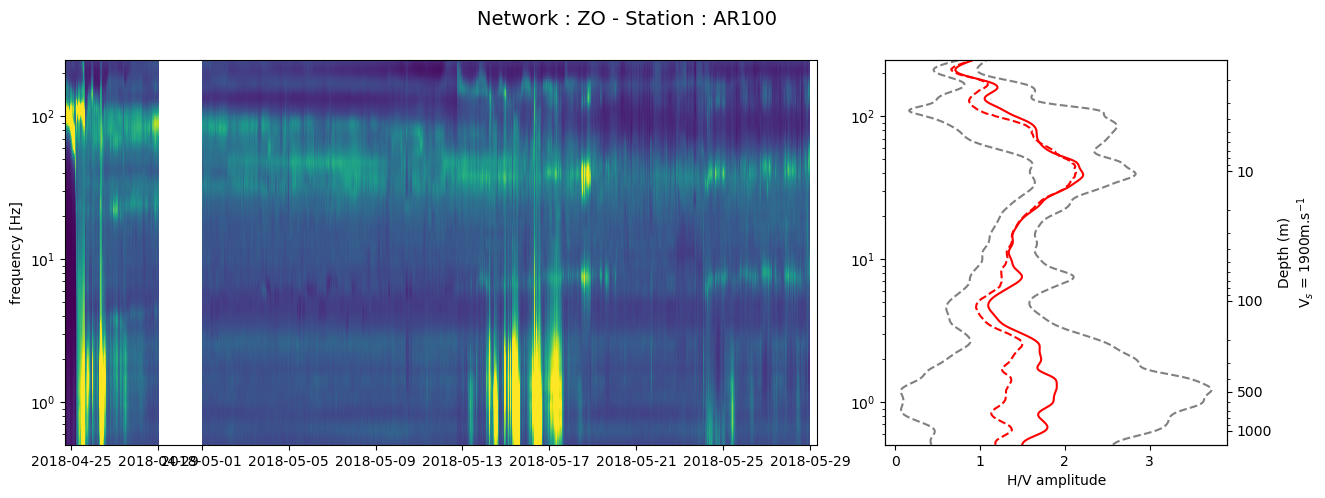 Network : ZO - Station : AR100
frequency [Hz]
10²
10¹
10⁰
2018-04-25 2018-04-29 2018-05-01 2018-05-05 2018-05-09 2018-05-13 2018-05-17 2018-05-21 2018-05-25 2018-05-29
10²
10¹
10⁰
0 1 2 3
H/V amplitude
10
100
500
1000
Depth (m)
Vₛ = 1900m.s⁻¹